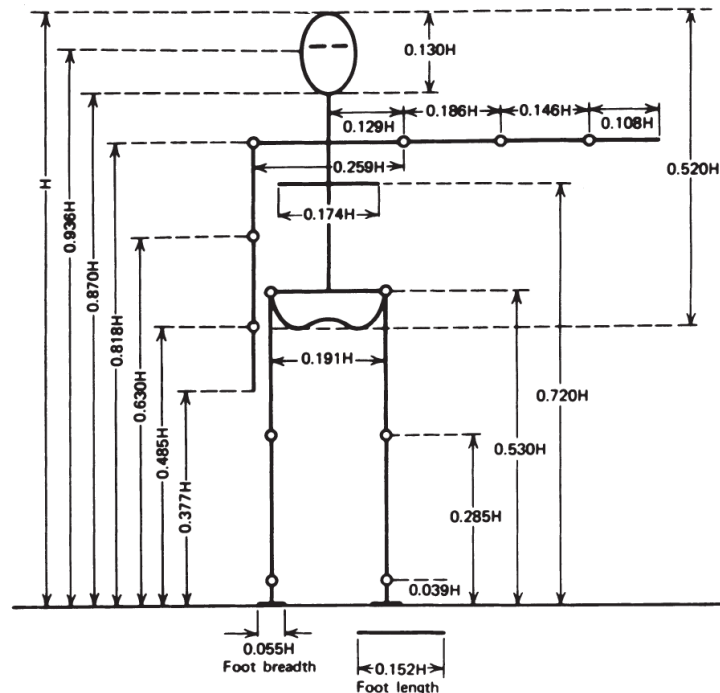 0.130H
0.186H
0.146H
0.129H
0.108H
0.259H
0.520H
0.174H
H
0.936H
0.870H
0.818H
0.630H
0.485H
0.377H
0.191H
0.720H
0.530H
0.285H
0.039H
0.055H
Foot breadth
0.152H
Foot length